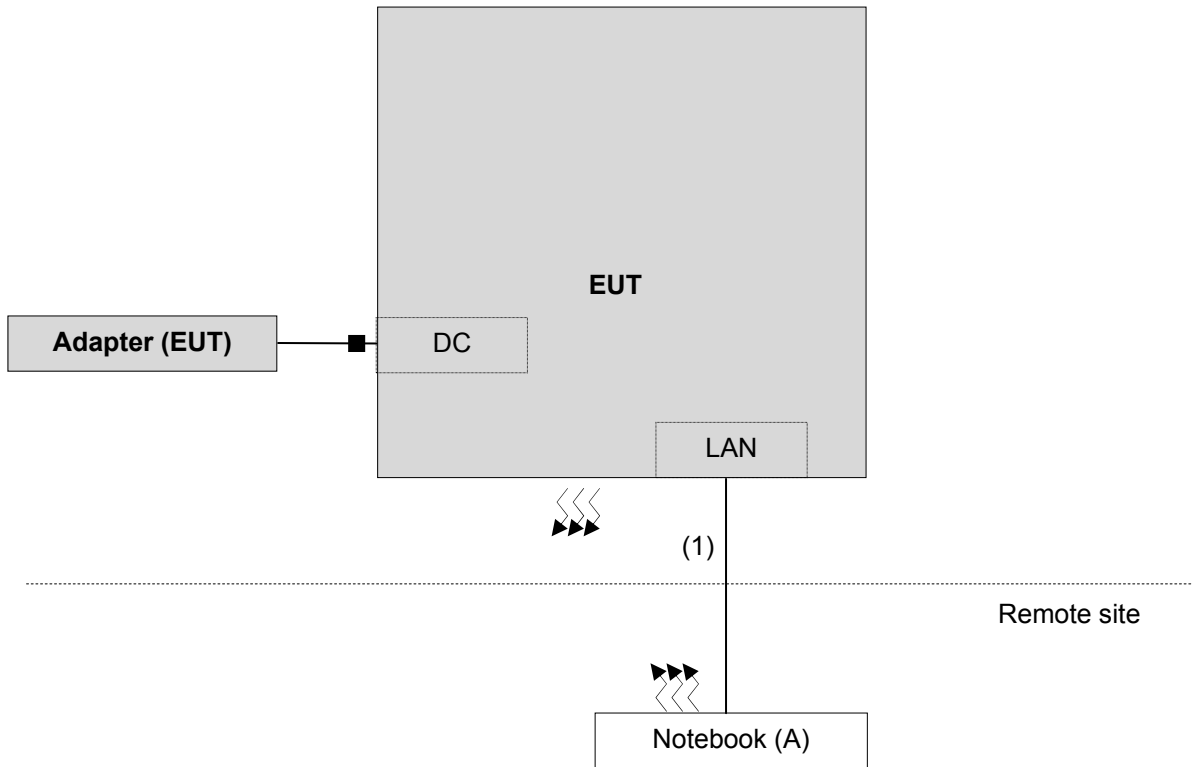 EUT
Adapter (EUT)
DC
LAN
(1)
Remote site
Notebook (A)